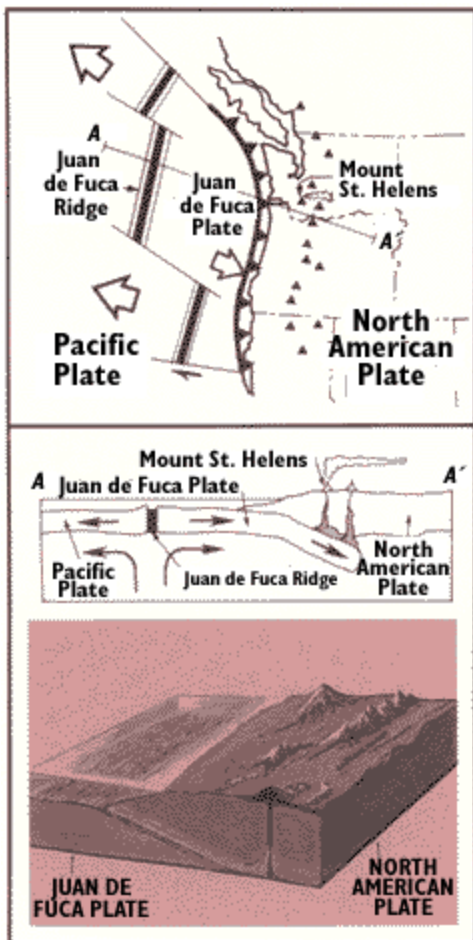 A
Juan
de Fuca
Ridge
Juan
de Fuca
Plate
Mount
St. Helens
A´
Pacific
Plate
North
American
Plate
Mount St. Helens
A
Juan de Fuca Plate
A´
Pacific
Plate
Juan de Fuca Ridge
North
American
Plate
JUAN DE
FUCA PLATE
NORTH
AMERICAN
PLATE